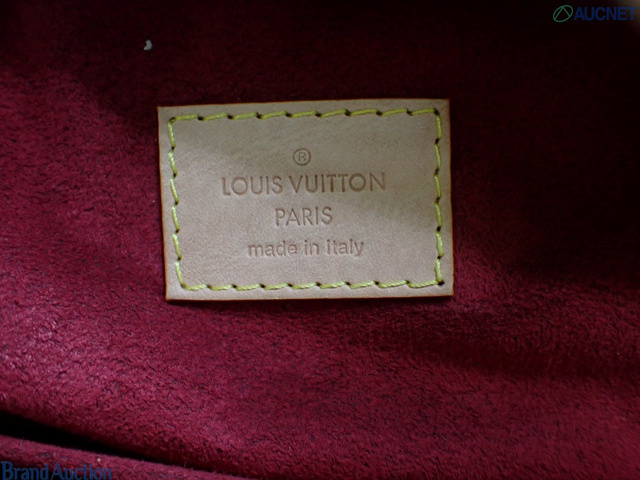 AUCNET
®
LOUIS VUITTON
PARIS
made in italy
Brand Auction